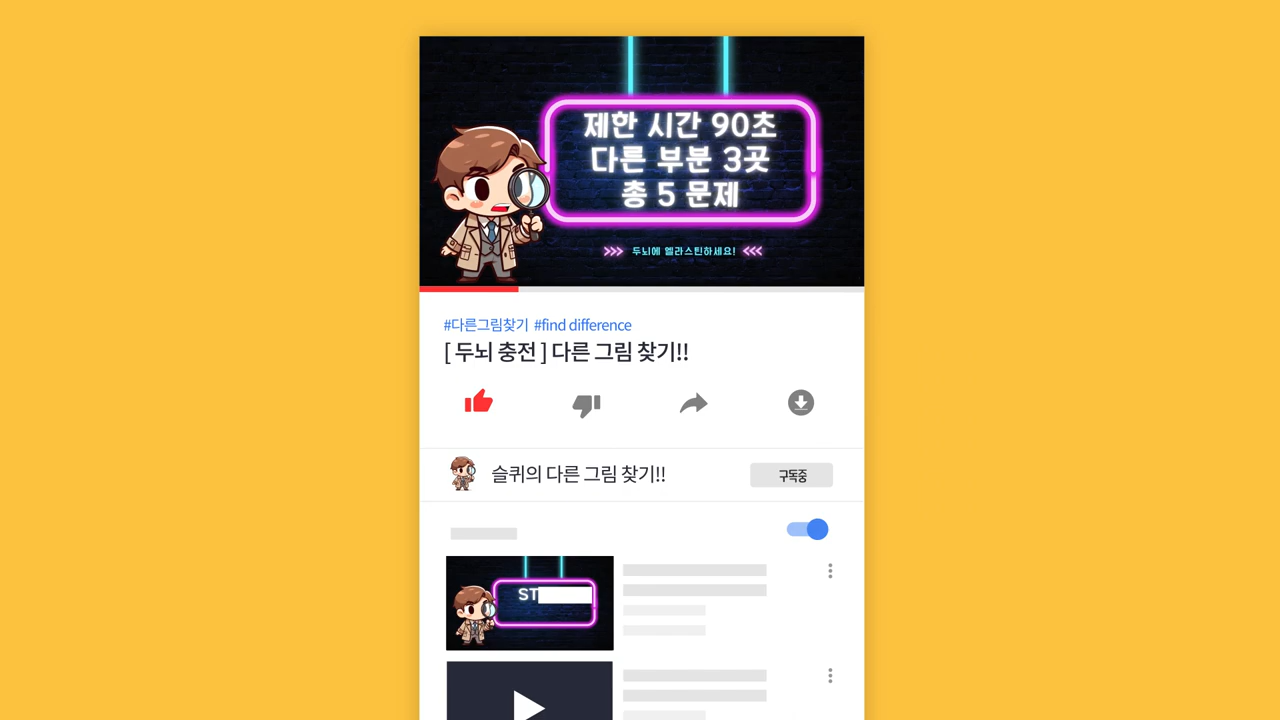 제한 시간 90초
다른 부분 3곳
총 5 문제
>>> 두뇌에 엘라스틴하세요! <<<
#다른그림찾기 #find difference
[ 두뇌 충전 ] 다른 그림 찾기!!
슬퀴의 다른 그림 찾기!!
구독중